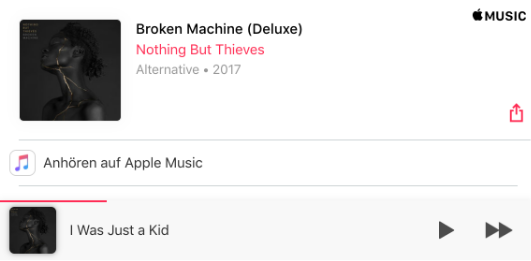 MUSIC
Broken Machine (Deluxe)
Nothing But Thieves
Alternative • 2017
Anhören auf Apple Music
I Was Just a Kid